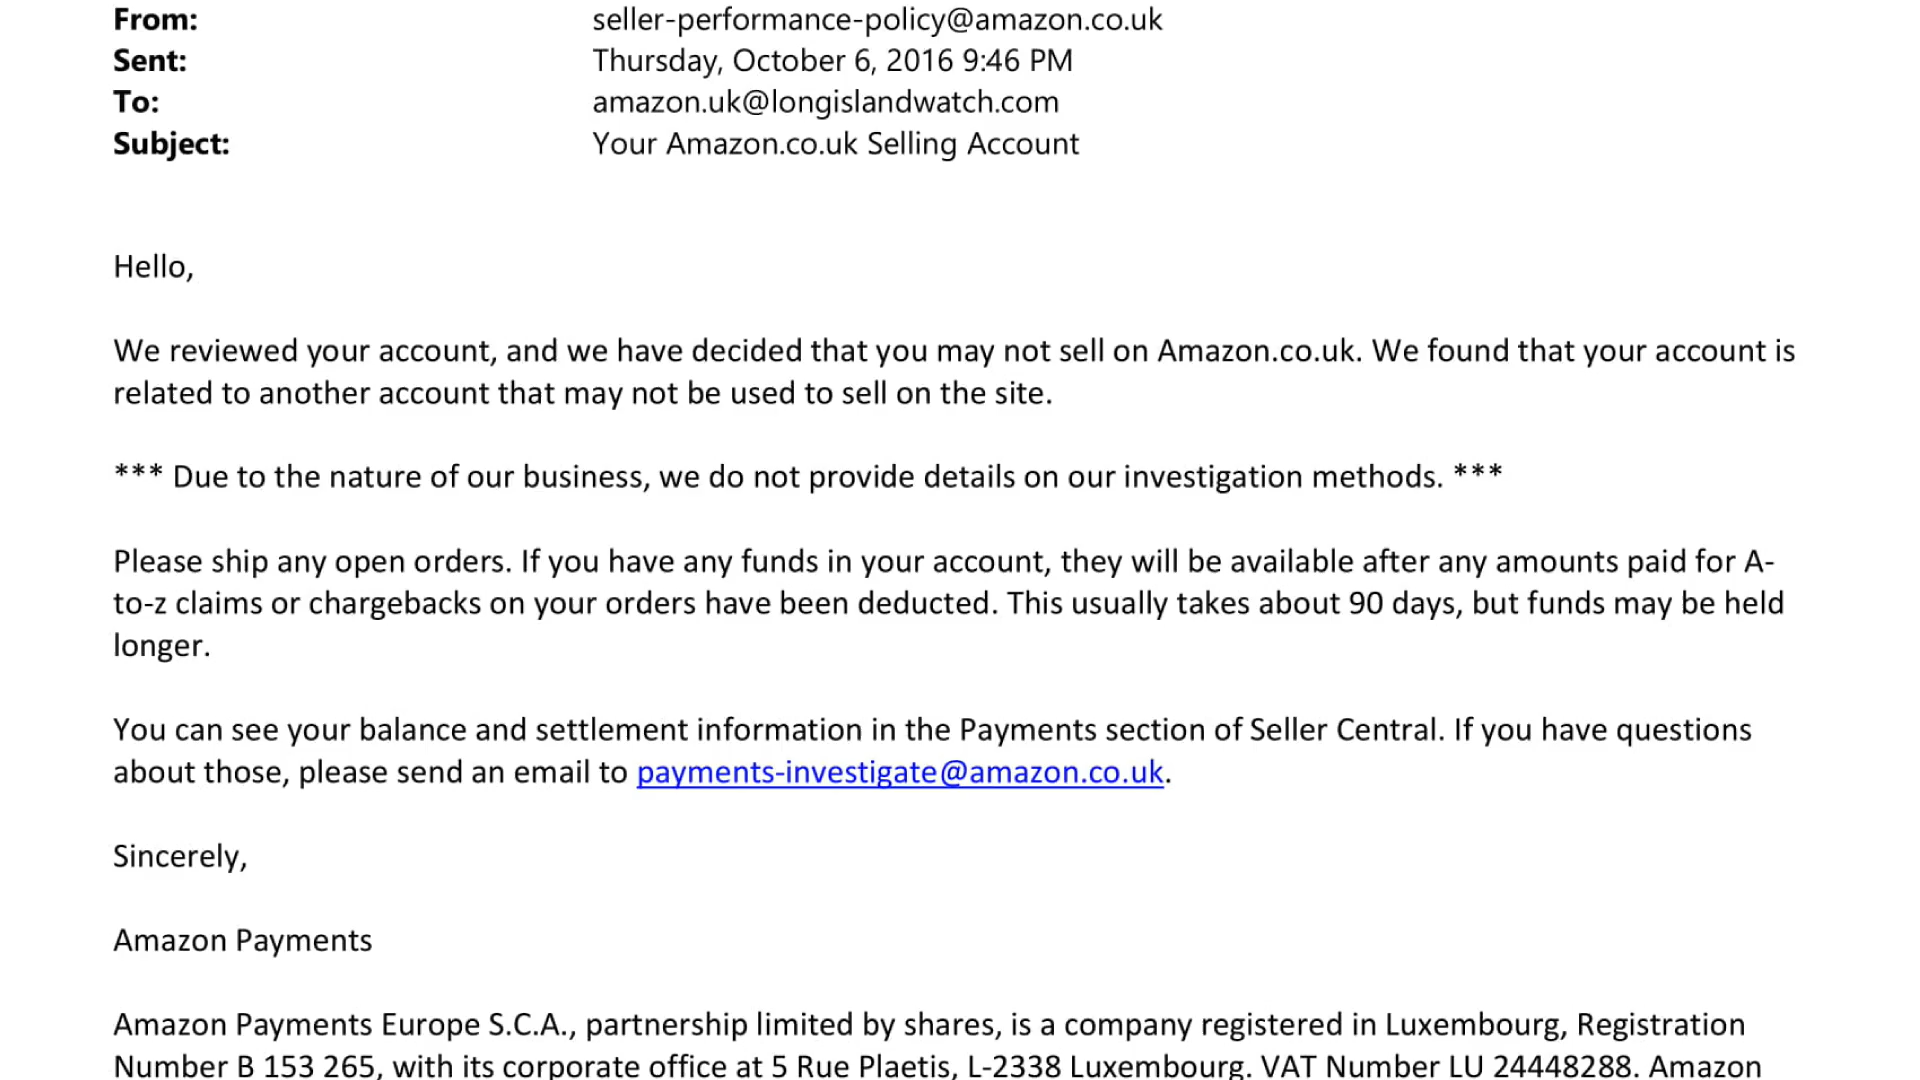 From: seller-performance-policy@amazon.co.uk
Sent: Thursday, October 6, 2016 9:46 PM
To: amazon.uk@longislandwatch.com
Subject: Your Amazon.co.uk Selling Account
Hello,
We reviewed your account, and we have decided that you may not sell on Amazon.co.uk. We found that your account is
related to another account that may not be used to sell on the site.
*** Due to the nature of our business, we do not provide details on our investigation methods. ***
Please ship any open orders. If you have any funds in your account, they will be available after any amounts paid for A-
to-z claims or chargebacks on your orders have been deducted. This usually takes about 90 days, but funds may be held
longer.
You can see your balance and settlement information in the Payments section of Seller Central. If you have questions
about those, please send an email to payments-investigate@amazon.co.uk.
Sincerely,
Amazon Payments
Amazon Payments Europe S.C.A., partnership limited by shares, is a company registered in Luxembourg, Registration
Number B 153 265, with its corporate office at 5 Rue Plaetis, L-2338 Luxembourg. VAT Number LU 24448288. Amazon